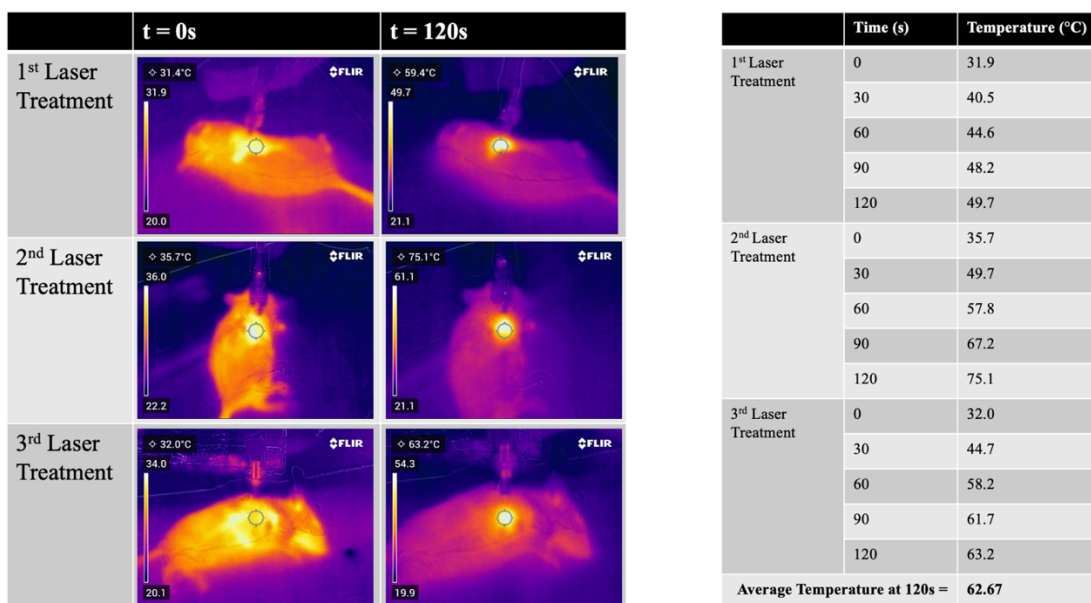 t = 0s t = 120s
1st Laser Treatment
31.4°C
FLIR
31.9
20.0
59.4°C
FLIR
49.7
21.1
2nd Laser Treatment
35.7°C
FLIR
36.0
22.2
75.1°C
FLIR
61.1
21.1
3rd Laser Treatment
32.0°C
FLIR
34.0
20.1
63.2°C
FLIR
54.3
19.9
Time (s) Temperature (°C)
1st Laser Treatment
0 31.9
30 40.5
60 44.6
90 48.2
120 49.7
2nd Laser Treatment
0 35.7
30 49.7
60 57.8
90 67.2
120 75.1
3rd Laser Treatment
0 32.0
30 44.7
60 58.2
90 61.7
120 63.2
Average Temperature at 120s = 62.67